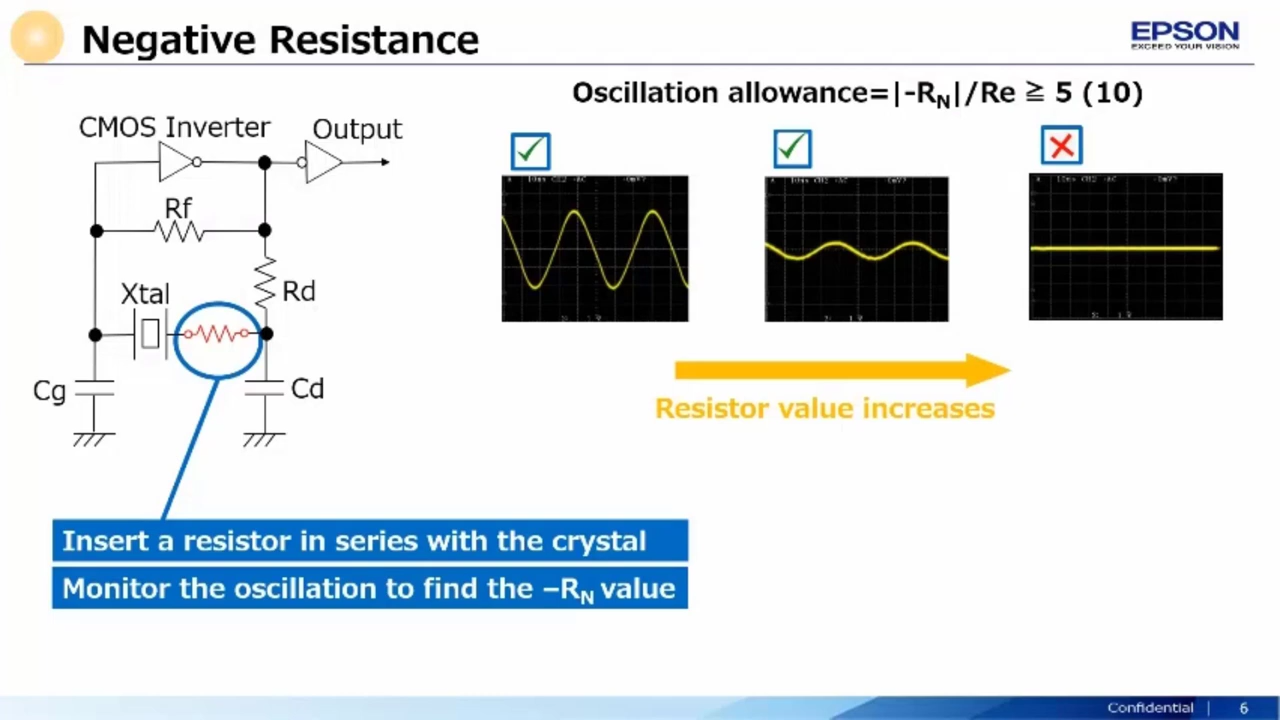 Negative Resistance
EPSON
EXCEED YOUR VISION
Oscillation allowance=|-RN|/Re ≧ 5 (10)
CMOS Inverter
Output
Rf
Rd
Xtal
Cg
Cd
Resistor value increases
Insert a resistor in series with the crystal
Monitor the oscillation to find the –RN value
Confidential
6